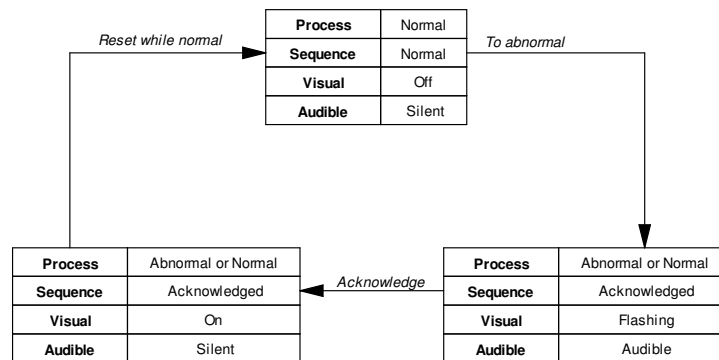 Process Normal
Reset while normal
Sequence Normal
To abnormal
Visual Off
Audible Silent
Process Abnormal or Normal
Sequence Acknowledged
Visual On
Audible Silent
Acknowledge
Process Abnormal or Normal
Sequence Acknowledged
Visual Flashing
Audible Audible